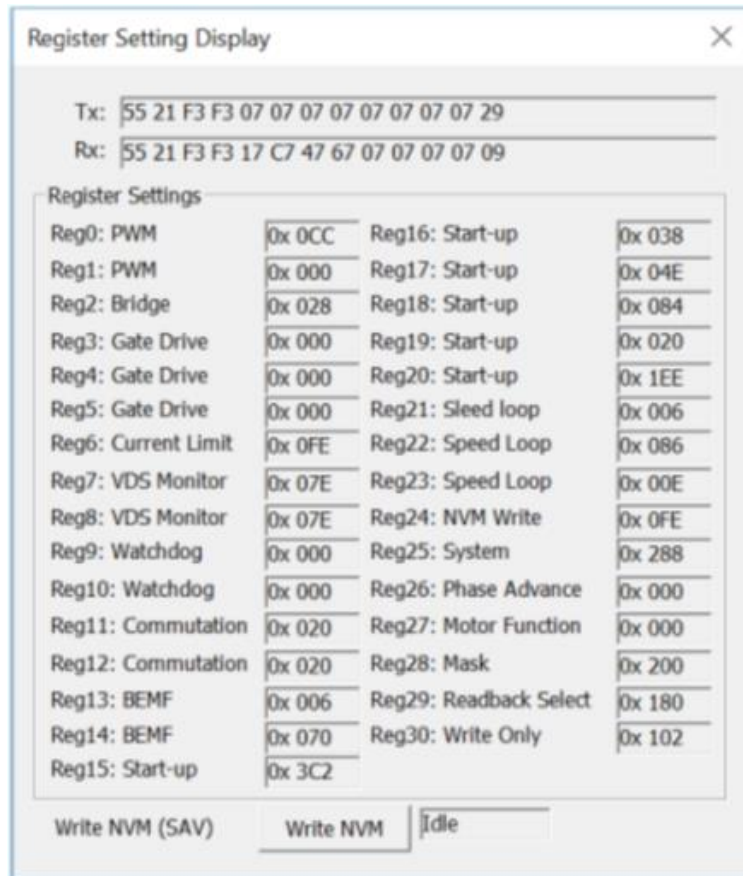 Register Setting Display
Tx: 55 21 F3 F3 07 07 07 07 07 07 07 07 29
Rx: 55 21 F3 F3 17 C7 47 67 07 07 07 07 09
Register Settings
Reg0: PWM 0x 0CC Reg16: Start-up 0x 038
Reg1: PWM 0x 000 Reg17: Start-up 0x 04E
Reg2: Bridge 0x 028 Reg18: Start-up 0x 084
Reg3: Gate Drive 0x 000 Reg19: Start-up 0x 020
Reg4: Gate Drive 0x 000 Reg20: Start-up 0x 1EE
Reg5: Gate Drive 0x 000 Reg21: Sleed loop 0x 006
Reg6: Current Limit 0x 0FE Reg22: Speed Loop 0x 086
Reg7: VDS Monitor 0x 07E Reg23: Speed Loop 0x 00E
Reg8: VDS Monitor 0x 07E Reg24: NVM Write 0x 0FE
Reg9: Watchdog 0x 000 Reg25: System 0x 288
Reg10: Watchdog 0x 000 Reg26: Phase Advance 0x 000
Reg11: Commutation 0x 020 Reg27: Motor Function 0x 000
Reg12: Commutation 0x 020 Reg28: Mask 0x 200
Reg13: BEMF 0x 006 Reg29: Readback Select 0x 180
Reg14: BEMF 0x 070 Reg30: Write Only 0x 102
Reg15: Start-up 0x 3C2
Write NVM (SAV) Write NVM Idle